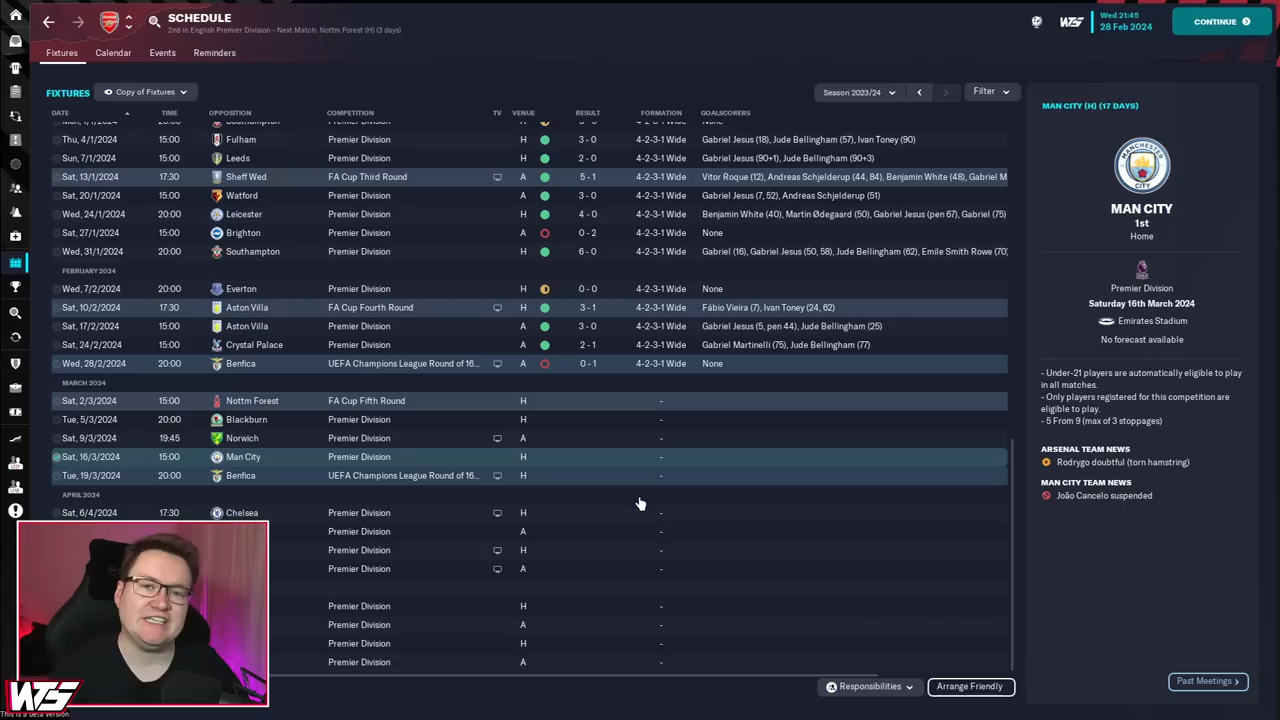 SCHEDULE
2nd in English Premier Division - Next Match: Nottm Forest (H) (3 days)
WTS
Wed 21:45
28 Feb 2024
CONTINUE
Fixtures Calendar Events Reminders
FIXTURES Copy of Fixtures Season 2023/24 Filter
DATE TIME OPPOSITION COMPETITION TV VENUE RESULT FORMATION GOALSCORERS
Thu, 4/1/2024 15:00 Fulham Premier Division H 3 - 0 4-2-3-1 Wide Gabriel Jesus (18), Jude Bellingham (57), Ivan Toney (90)
Sun, 7/1/2024 15:00 Leeds Premier Division H 2 - 0 4-2-3-1 Wide Gabriel Jesus (90+1), Jude Bellingham (90+3)
Sat, 13/1/2024 17:30 Sheff Wed FA Cup Third Round A 5 - 1 4-2-3-1 Wide Vitor Roque (12), Andreas Schjelderup (44, 84), Benjamin White (48), Gabriel M
Sat, 20/1/2024 15:00 Watford Premier Division A 3 - 0 4-2-3-1 Wide Gabriel Jesus (7, 52), Andreas Schjelderup (51)
Wed, 24/1/2024 20:00 Leicester Premier Division H 4 - 0 4-2-3-1 Wide Benjamin White (40), Martin Ødegaard (50), Gabriel Jesus (pen 67), Gabriel (75)
Sat, 27/1/2024 15:00 Brighton Premier Division A 0 - 2 4-2-3-1 Wide None
Wed, 31/1/2024 20:00 Southampton Premier Division H 6 - 0 4-2-3-1 Wide Gabriel (16), Gabriel Jesus (50, 58), Jude Bellingham (62), Emile Smith Rowe (70)
FEBRUARY 2024
Wed, 7/2/2024 20:00 Everton Premier Division H 0 - 0 4-2-3-1 Wide None
Sat, 10/2/2024 17:30 Aston Villa FA Cup Fourth Round H 3 - 1 4-2-3-1 Wide Fábio Vieira (7), Ivan Toney (24, 62)
Sat, 17/2/2024 15:00 Aston Villa Premier Division A 3 - 0 4-2-3-1 Wide Gabriel Jesus (5, pen 44), Jude Bellingham (25)
Sat, 24/2/2024 15:00 Crystal Palace Premier Division A 2 - 1 4-2-3-1 Wide Gabriel Martinelli (75), Jude Bellingham (77)
Wed, 28/2/2024 20:00 Benfica UEFA Champions League Round of 16... A 0 - 1 4-2-3-1 Wide None
MARCH 2024
Sat, 2/3/2024 15:00 Nottm Forest FA Cup Fifth Round H -
Tue, 5/3/2024 20:00 Blackburn Premier Division H -
Sat, 9/3/2024 19:45 Norwich Premier Division A -
Sat, 16/3/2024 15:00 Man City Premier Division H -
Tue, 19/3/2024 20:00 Benfica UEFA Champions League Round of 16... H -
APRIL 2024
Sat, 6/4/2024 17:30 Chelsea Premier Division H -
Premier Division A -
Premier Division H -
Premier Division A -
Premier Division H -
Premier Division A -
Premier Division H -
Premier Division A -
Responsibilities Arrange Friendly
MAN CITY (H) (17 DAYS)
MANCHESTER
CITY
MAN CITY
1st
Home
Premier Division
Saturday 16th March 2024
Emirates Stadium
No forecast available
- Under-21 players are automatically eligible to play
in all matches.
- Only players registered for this competition are
eligible to play.
- 5 From 9 (max of 3 stoppages)
ARSENAL TEAM NEWS
Rodrygo doubtful (torn hamstring)
MAN CITY TEAM NEWS
João Cancelo suspended
Past Meetings
WTS
This is a beta version